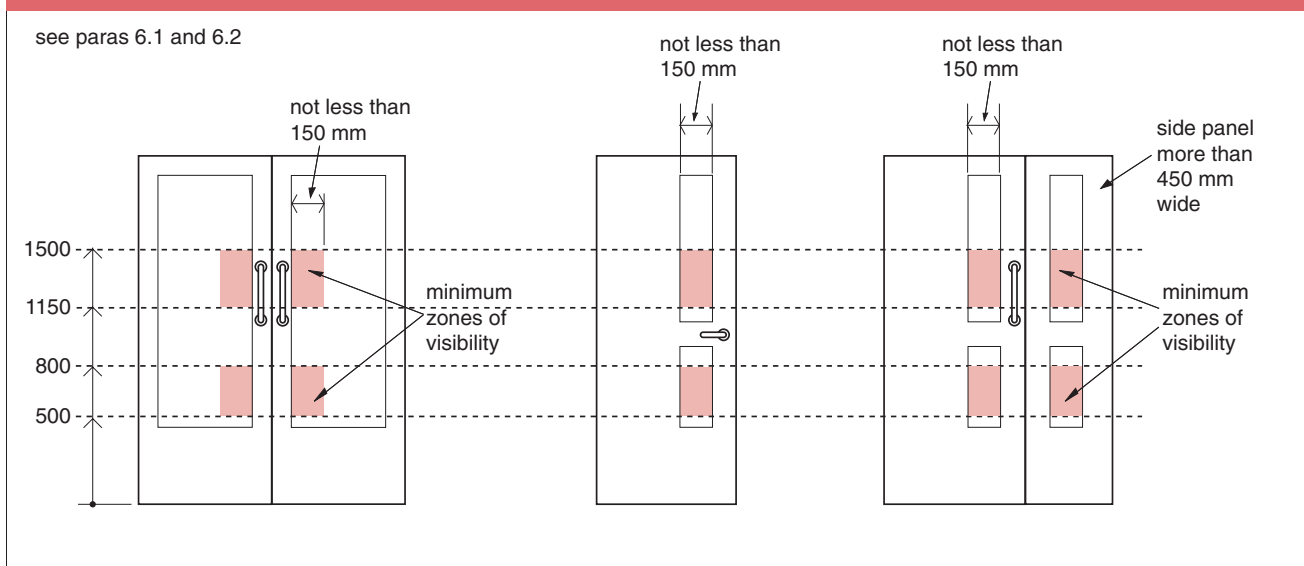 see paras 6.1 and 6.2
not less than
150 mm
not less than
150 mm
not less than
150 mm
side panel
more than
450 mm
wide
1500
1150
800
500
minimum
zones of
visibility
minimum
zones of
visibility